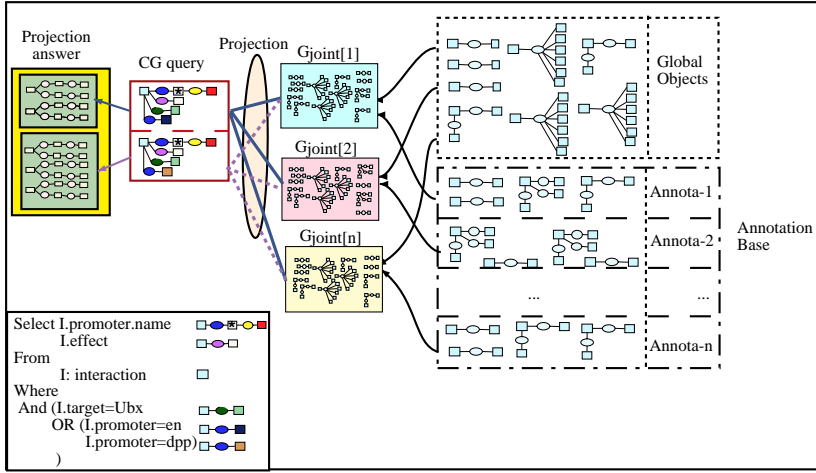 Projection
answer
CG query
Projection
Gjoint[1]
Global
Objects
Gjoint[2]
Gjoint[n]
Annota-1
Annota-2
...
...
Annota-n
Annotation
Base
*
*
Select I.promoter.name
*
I.effect
From
I: interaction
Where
And (I.target=Ubx
OR (I.promoter=en
I.promoter=dpp)
)